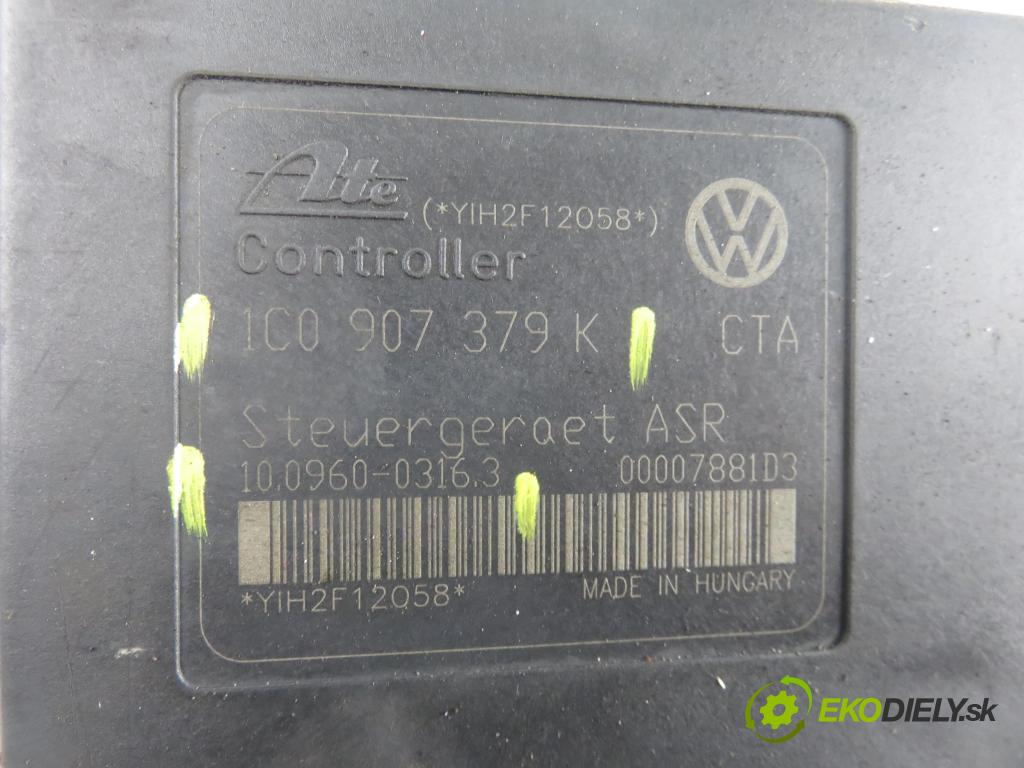 Ate (*YIH2F12058*)
Controller
1C0 907 379 K CTA
Steuergeraet ASR
10.0960-0316.3 00007881D3
*YIH2F12058* MADE IN HUNGARY
EKODIELY.sk